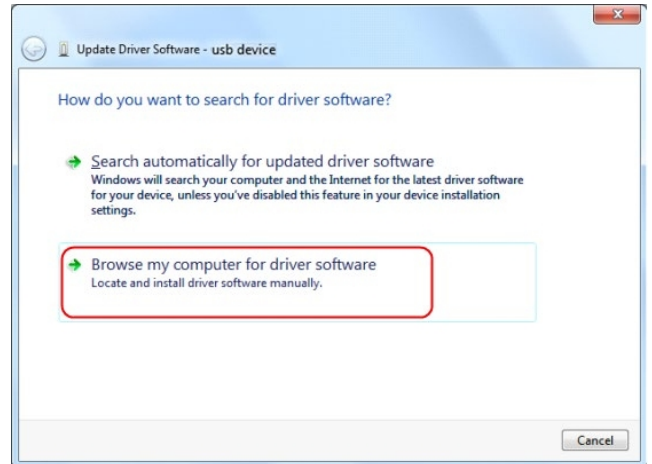 Update Driver Software - usb device
How do you want to search for driver software?
Search automatically for updated driver software
Windows will search your computer and the Internet for the latest driver software
for your device, unless you've disabled this feature in your device installation
settings.
Browse my computer for driver software
Locate and install driver software manually.
Cancel